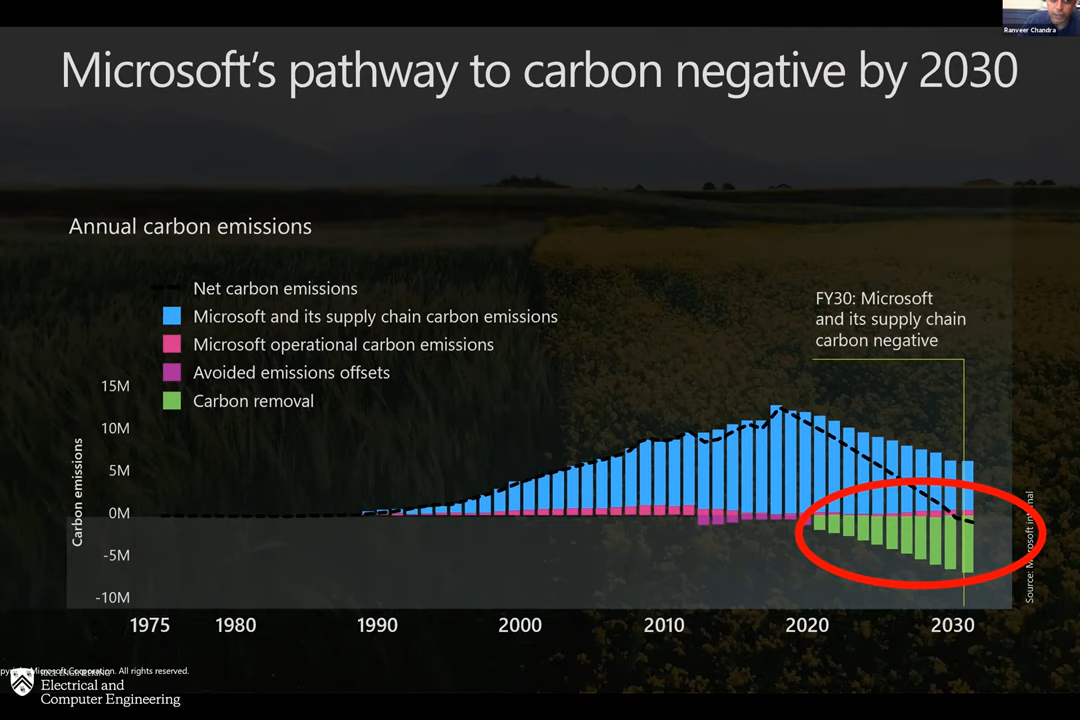 Ranveer Chandra
Microsoft's pathway to carbon negative by 2030
Annual carbon emissions
Net carbon emissions
Microsoft and its supply chain carbon emissions
Microsoft operational carbon emissions
Avoided emissions offsets
Carbon removal
FY30: Microsoft
and its supply chain
carbon negative
15M
10M
5M
0M
-5M
-10M
Carbon emissions
1975 1980 1990 2000 2010 2020 2030
Source: Microsoft internal
Microsoft Corporation. All rights reserved.
Electrical and
Computer Engineering